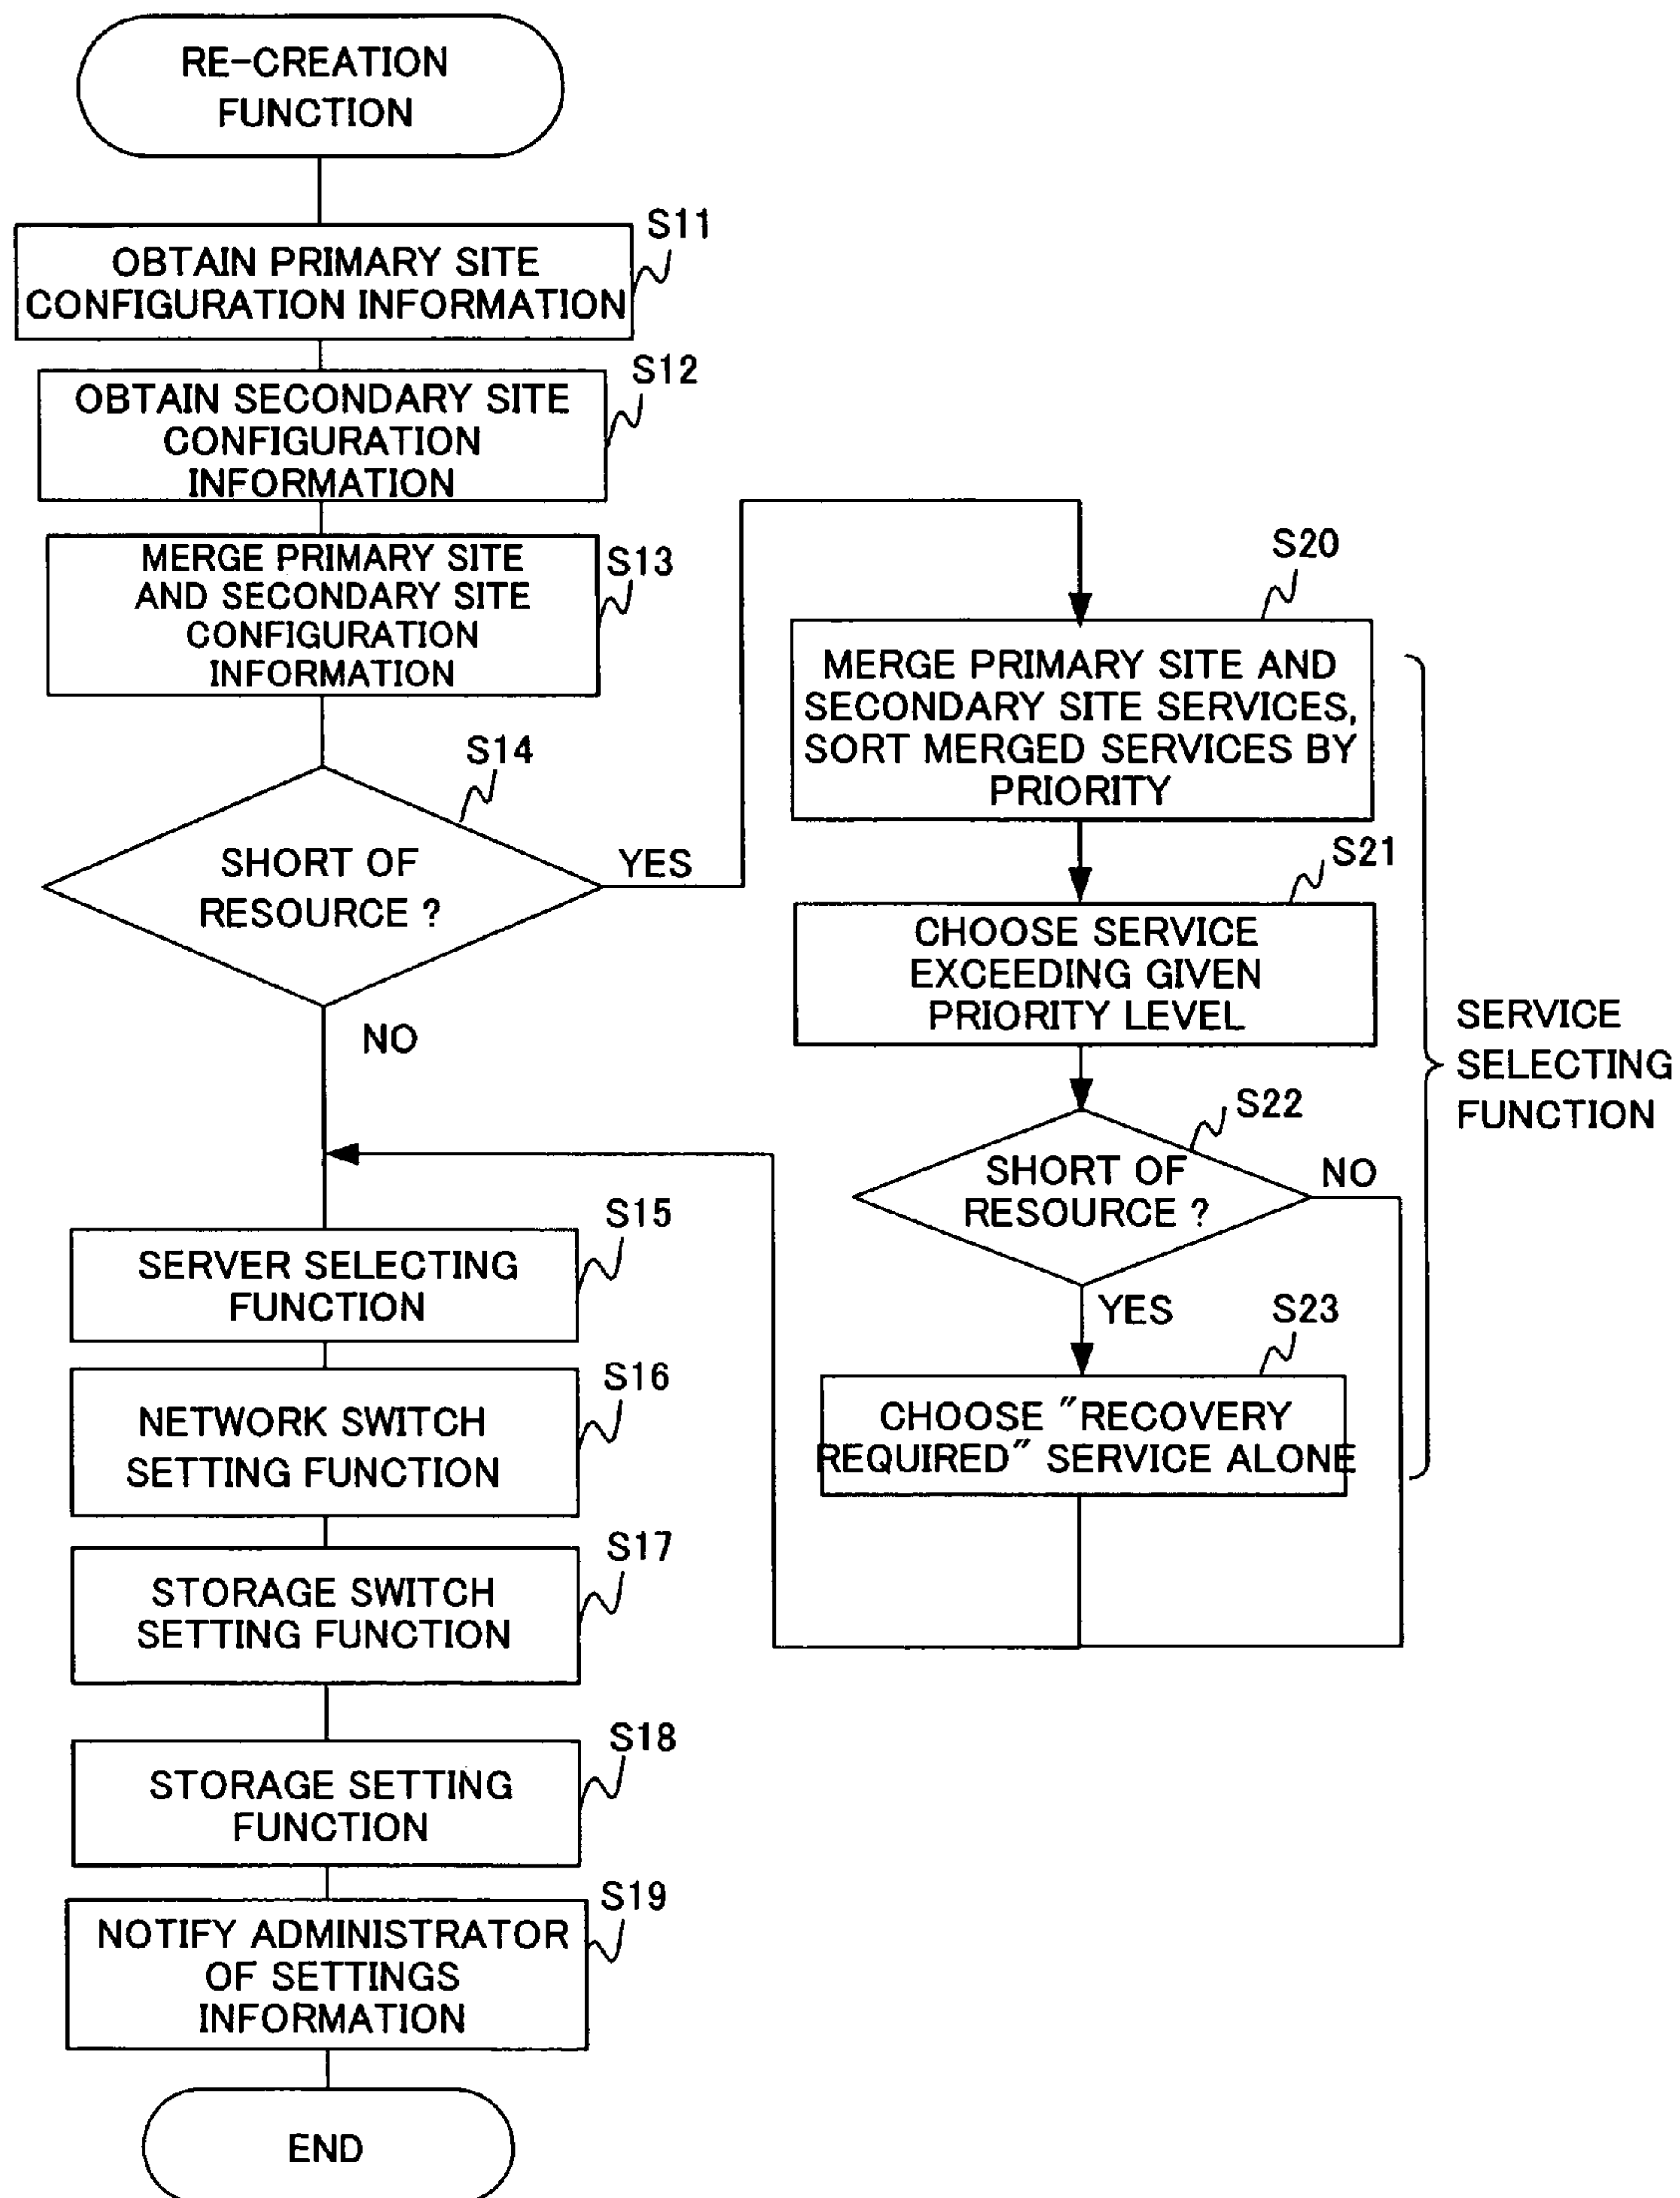 RE-CREATION
FUNCTION
S11
OBTAIN PRIMARY SITE
CONFIGURATION INFORMATION
S12
OBTAIN SECONDARY SITE
CONFIGURATION
INFORMATION
S13
MERGE PRIMARY SITE
AND SECONDARY SITE
CONFIGURATION
INFORMATION
S14
SHORT OF
RESOURCE ?
YES
NO
S15
SERVER SELECTING
FUNCTION
S16
NETWORK SWITCH
SETTING FUNCTION
S17
STORAGE SWITCH
SETTING FUNCTION
S18
STORAGE SETTING
FUNCTION
S19
NOTIFY ADMINISTRATOR
OF SETTINGS
INFORMATION
END
S20
MERGE PRIMARY SITE AND
SECONDARY SITE SERVICES,
SORT MERGED SERVICES BY
PRIORITY
S21
CHOOSE SERVICE
EXCEEDING GIVEN
PRIORITY LEVEL
S22
SHORT OF
RESOURCE ?
NO
YES
S23
CHOOSE "RECOVERY
REQUIRED" SERVICE ALONE
SERVICE
SELECTING
FUNCTION